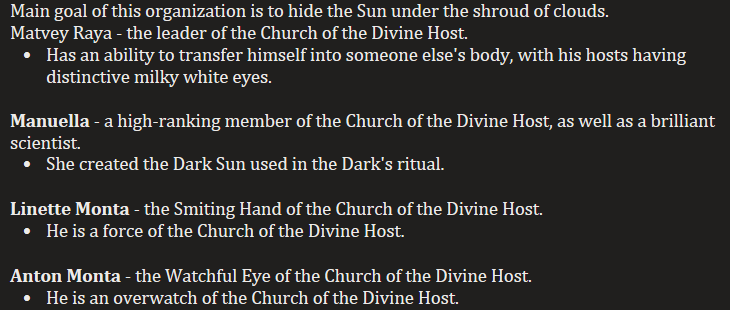 Main goal of this organization is to hide the Sun under the shroud of clouds.
Matvey Raya - the leader of the Church of the Divine Host.
• Has an ability to transfer himself into someone else's body, with his hosts having
distinctive milky white eyes.
Manuella - a high-ranking member of the Church of the Divine Host, as well as a brilliant
scientist.
• She created the Dark Sun used in the Dark's ritual.
Linette Monta - the Smiting Hand of the Church of the Divine Host.
• He is a force of the Church of the Divine Host.
Anton Monta - the Watchful Eye of the Church of the Divine Host.
• He is an overwatch of the Church of the Divine Host.